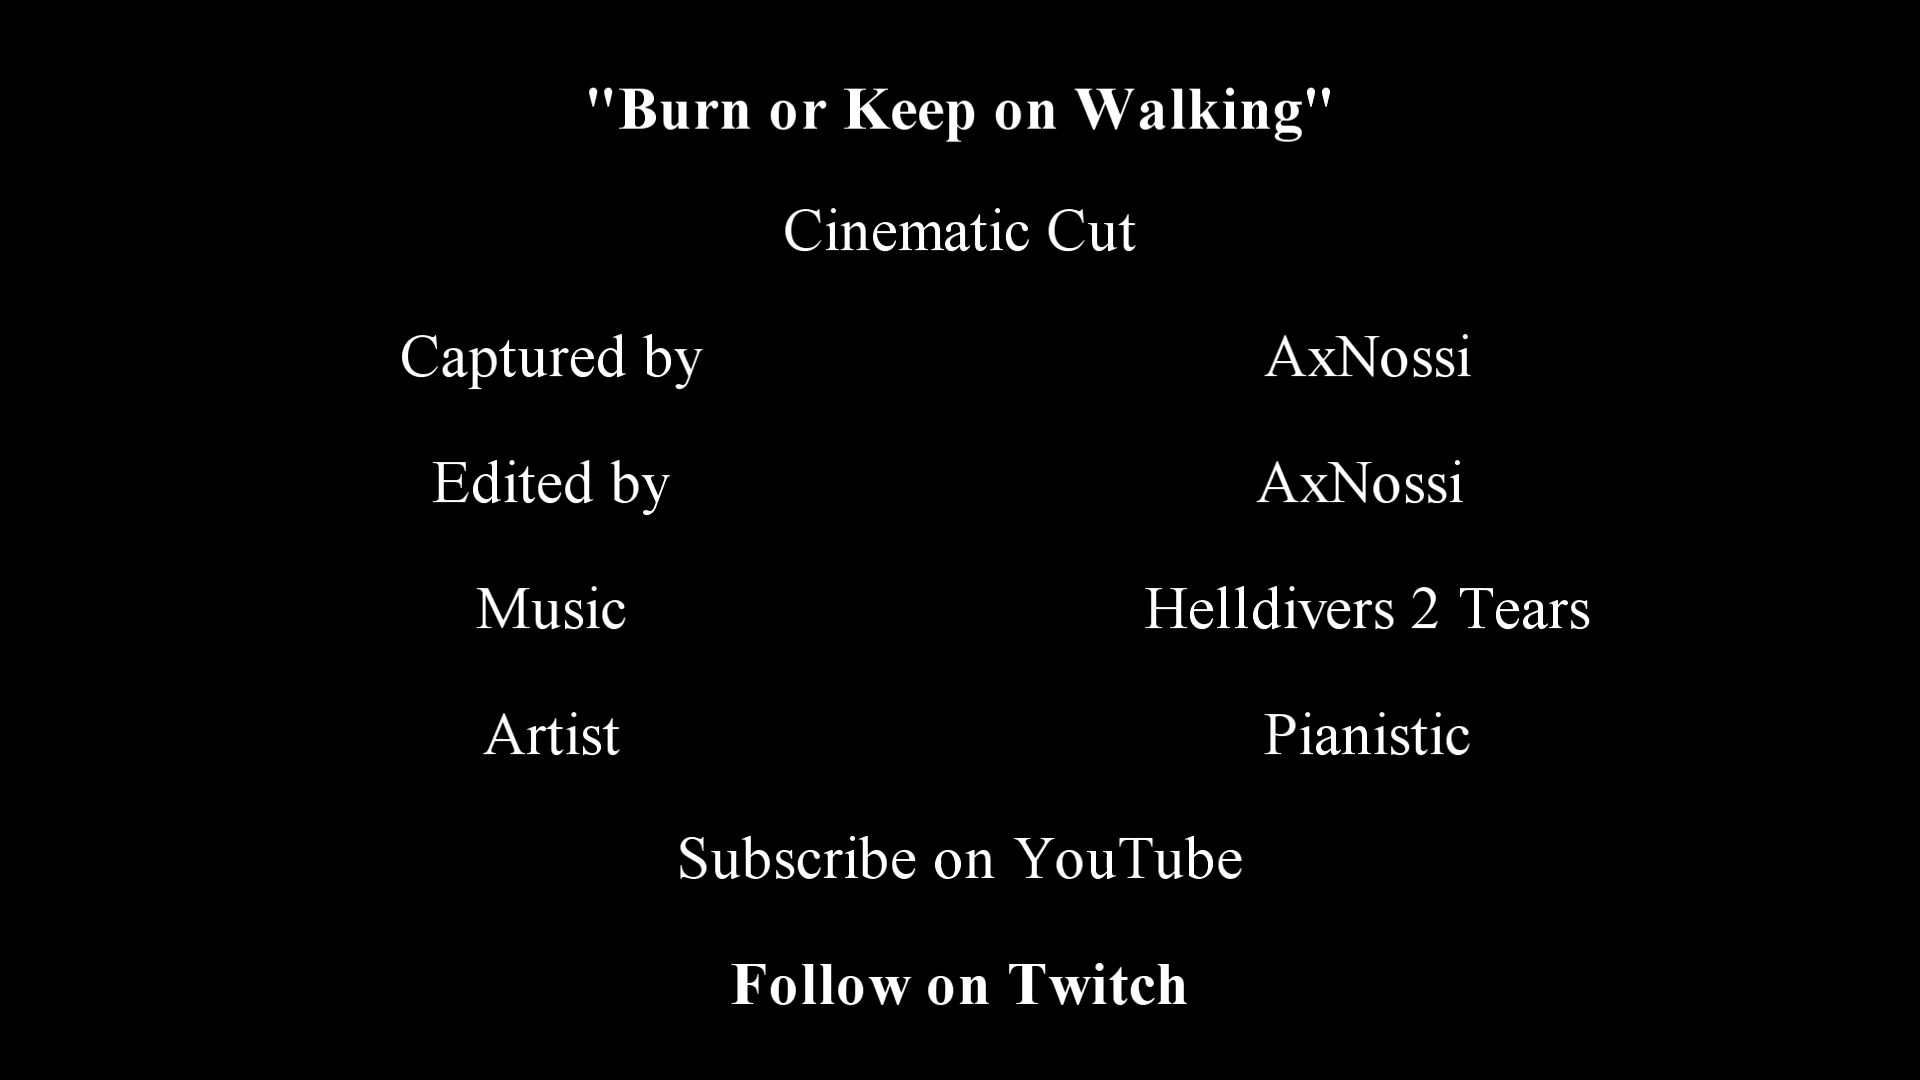 "Burn or Keep on Walking"
Cinematic Cut
Captured by AxNossi
Edited by AxNossi
Music Helldivers 2 Tears
Artist Pianistic
Subscribe on YouTube
Follow on Twitch